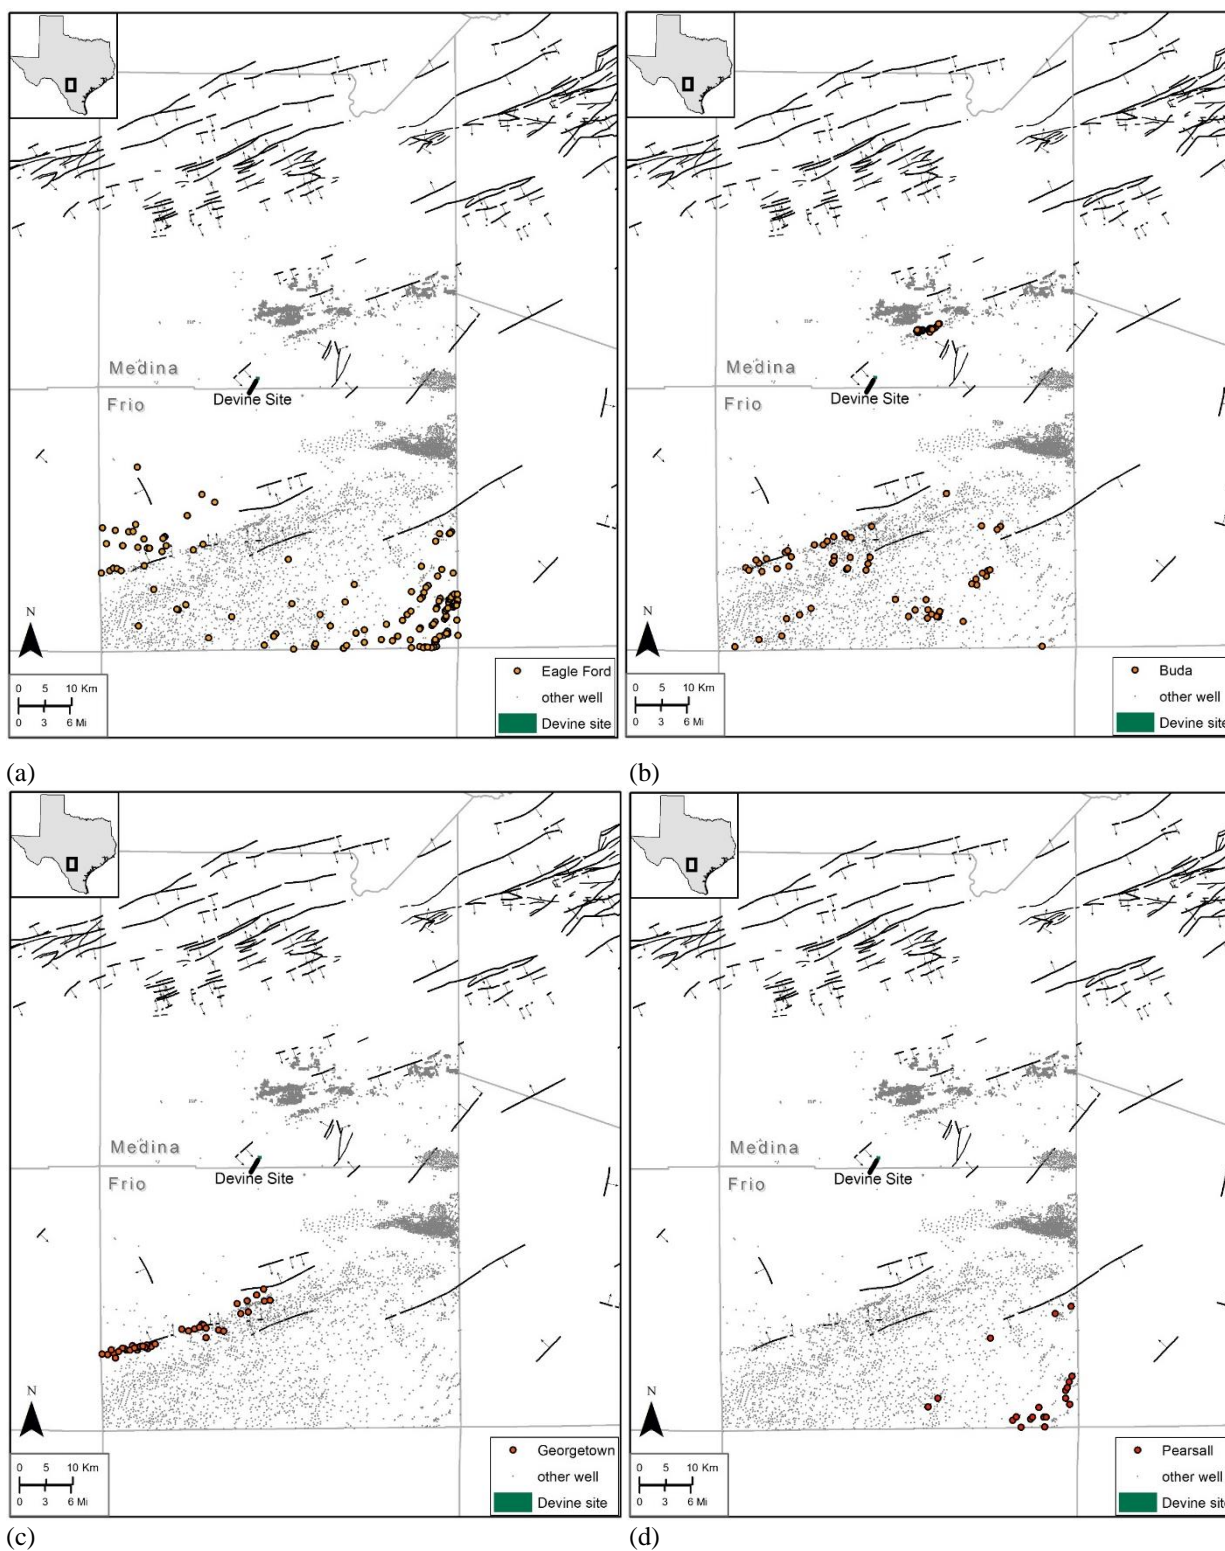 Medina
Frio
Devine Site
N
0 5 10 Km
0 3 6 Mi
Eagle Ford
other well
Devine site
(a)
Medina
Frio
Devine Site
N
0 5 10 Km
0 3 6 Mi
Buda
other well
Devine site
(b)
Medina
Frio
Devine Site
N
0 5 10 Km
0 3 6 Mi
Georgetown
other well
Devine site
(c)
Medina
Frio
Devine Site
N
0 5 10 Km
0 3 6 Mi
Pearsall
other well
Devine site
(d)